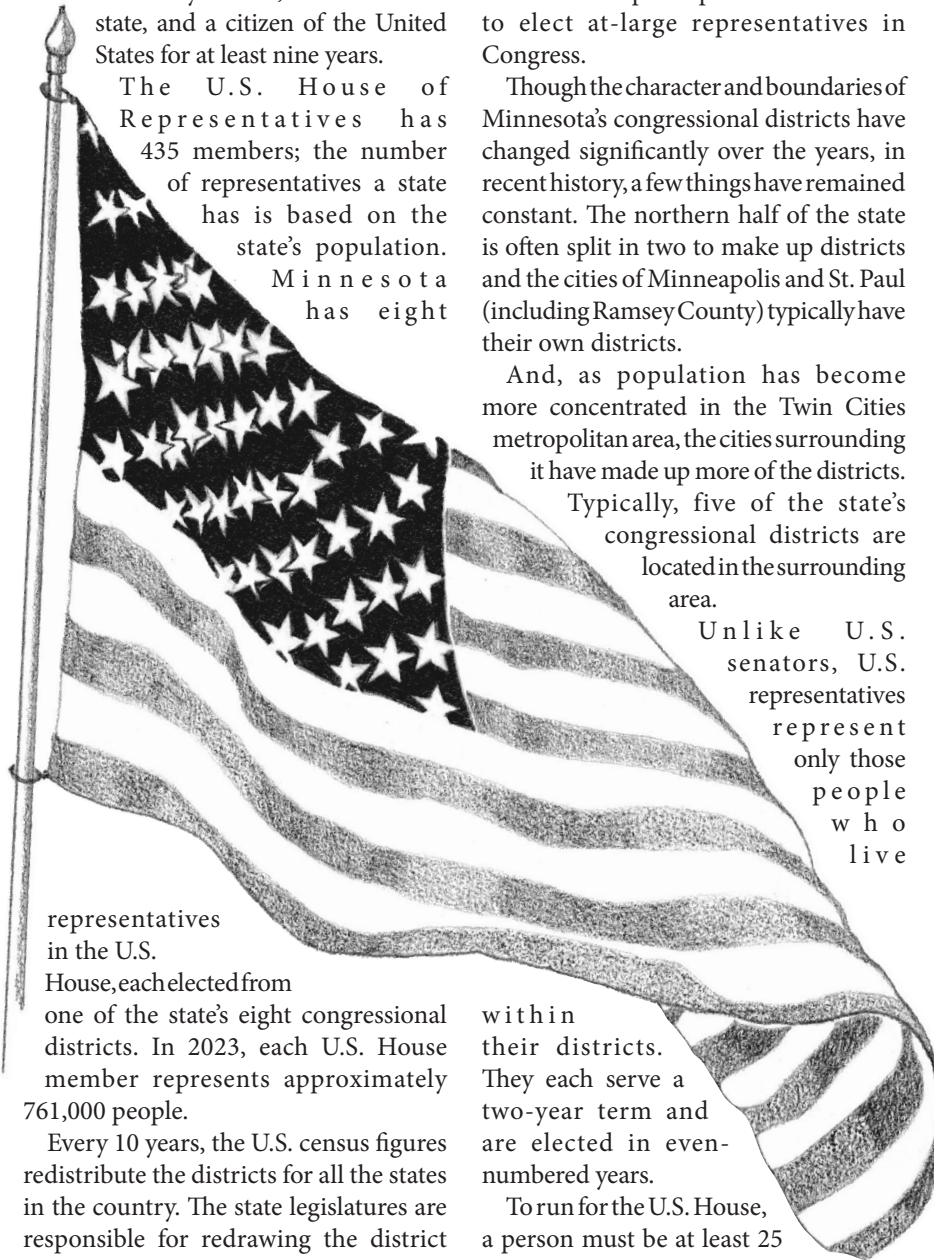 state, and a citizen of the United
States for at least nine years.
The U.S. House of
Representatives has
435 members; the number
of representatives a state
has is based on the
state’s population.
Minnesota
has eight
representatives
in the U.S.
House, each elected from
one of the state’s eight congressional
districts. In 2023, each U.S. House
member represents approximately
761,000 people.
Every 10 years, the U.S. census figures
redistribute the districts for all the states
in the country. The state legislatures are
responsible for redrawing the district
to elect at-large representatives in
Congress.
Though the character and boundaries of
Minnesota’s congressional districts have
changed significantly over the years, in
recent history, a few things have remained
constant. The northern half of the state
is often split in two to make up districts
and the cities of Minneapolis and St. Paul
(including Ramsey County) typically have
their own districts.
And, as population has become
more concentrated in the Twin Cities
metropolitan area, the cities surrounding
it have made up more of the districts.
Typically, five of the state’s
congressional districts are
located in the surrounding
area.
Unlike U.S.
senators, U.S.
representatives
represent
only those
people
who
live
within
their districts.
They each serve a
two-year term and
are elected in even-
numbered years.
To run for the U.S. House,
a person must be at least 25